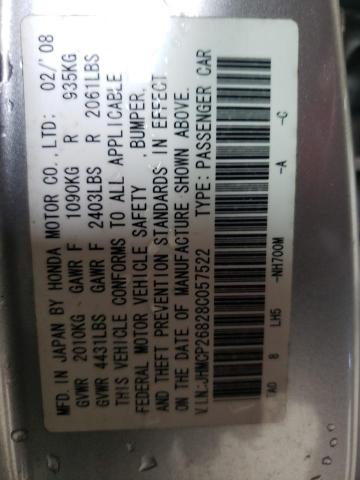 MFD. IN JAPAN BY HONDA MOTOR CO., LTD: 02/'08
GVWR 2010KG GAWR F 1090KG R 935KG
GVWR 4431LBS GAWR F 2403LBS R 2061LBS
THIS VEHICLE CONFORMS TO ALL APPLICABLE
FEDERAL MOTOR VEHICLE SAFETY , BUMPER,
AND THEFT PREVENTION STANDARDS IN EFFECT
ON THE DATE OF MANUFACTURE SHOWN ABOVE.
V.I.N.:JHMCP26828C057522 TYPE: PASSENGER CAR
-NH700M -A -C
TA0 8 LH5